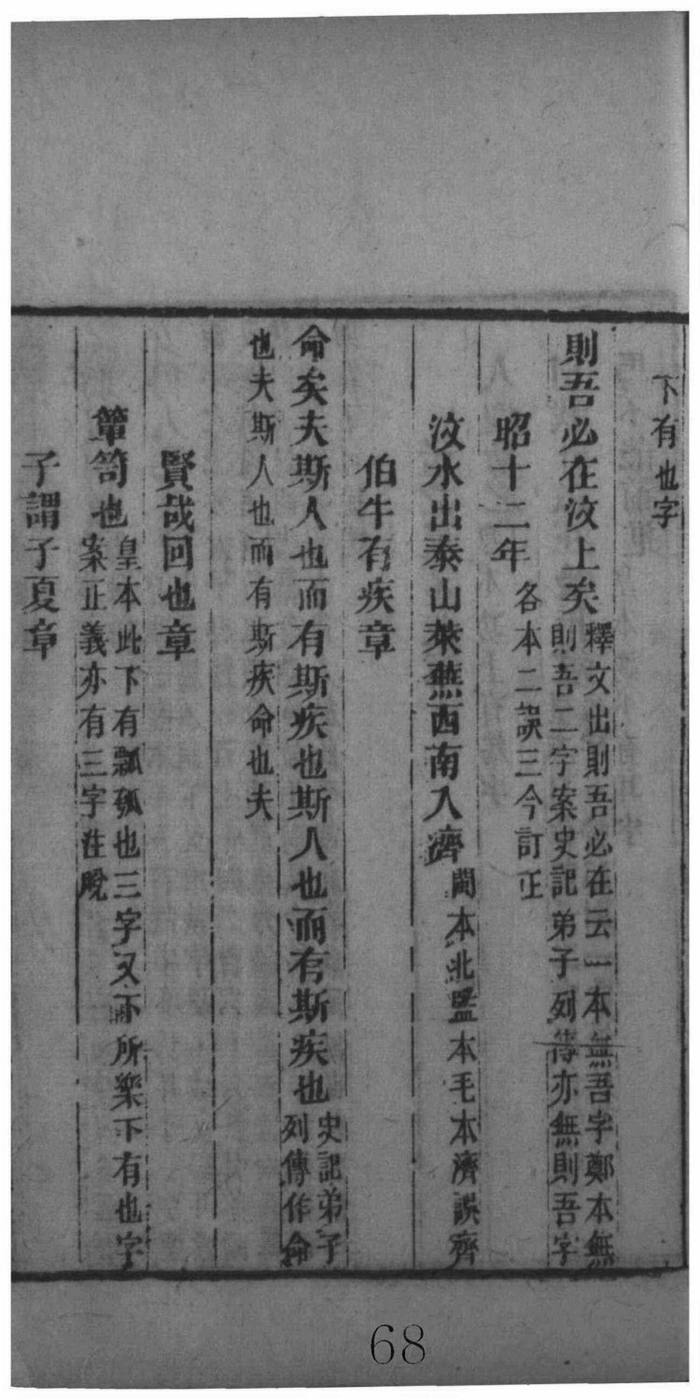 下有也字
則吾必在汶上矣釋文出則吾必在云一本無吾字鄭本無
則吾二字案史記弟子列傳亦無則吾字
昭十二年各本二誤三今訂正
汶水出泰山萊蕪西南入濟閩本北監本毛本濟誤齊
伯牛有疾章
命矣夫斯人也而有斯疾也斯人也而有斯疾也史記弟子
列傳作命
也夫斯人也而有斯疾命也夫
賢哉回也章
簞笥也皇本此下有瓢瓠也三字又下所樂下有也字
案正義亦有三字注脫
子謂子夏章
68